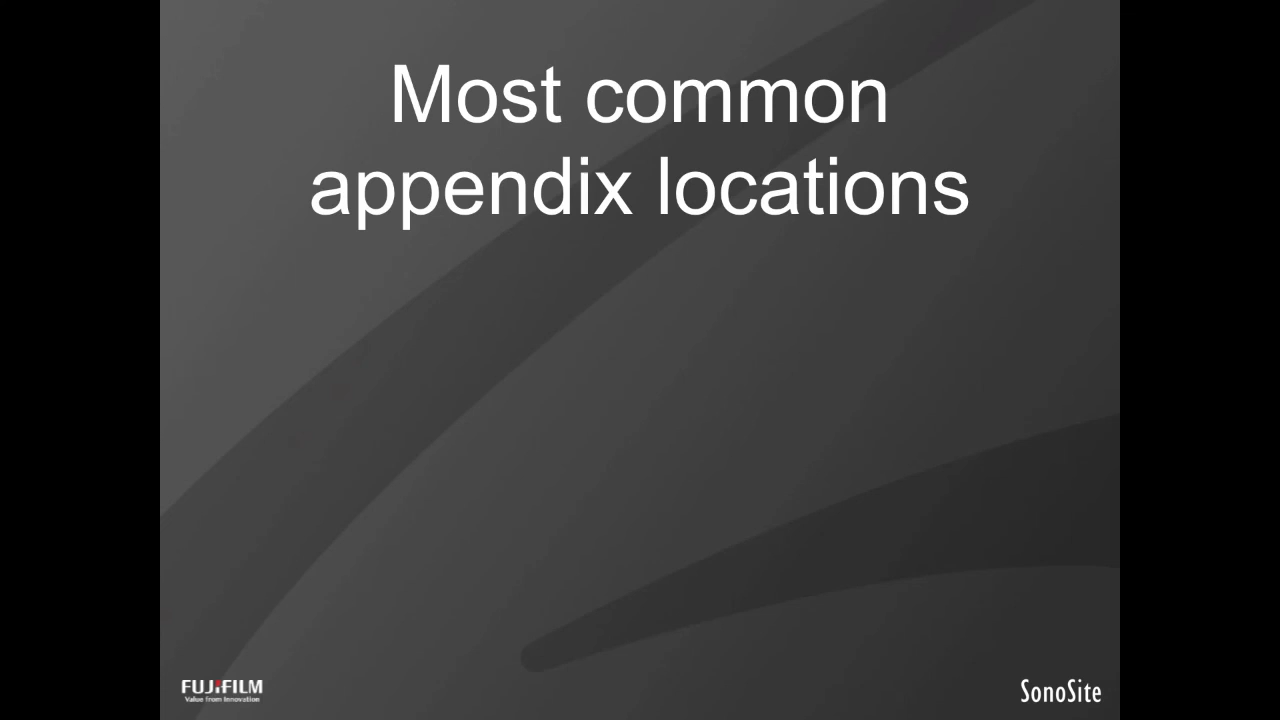 Most common
appendix locations
FUJIFILM
Value from Innovation
SonoSite